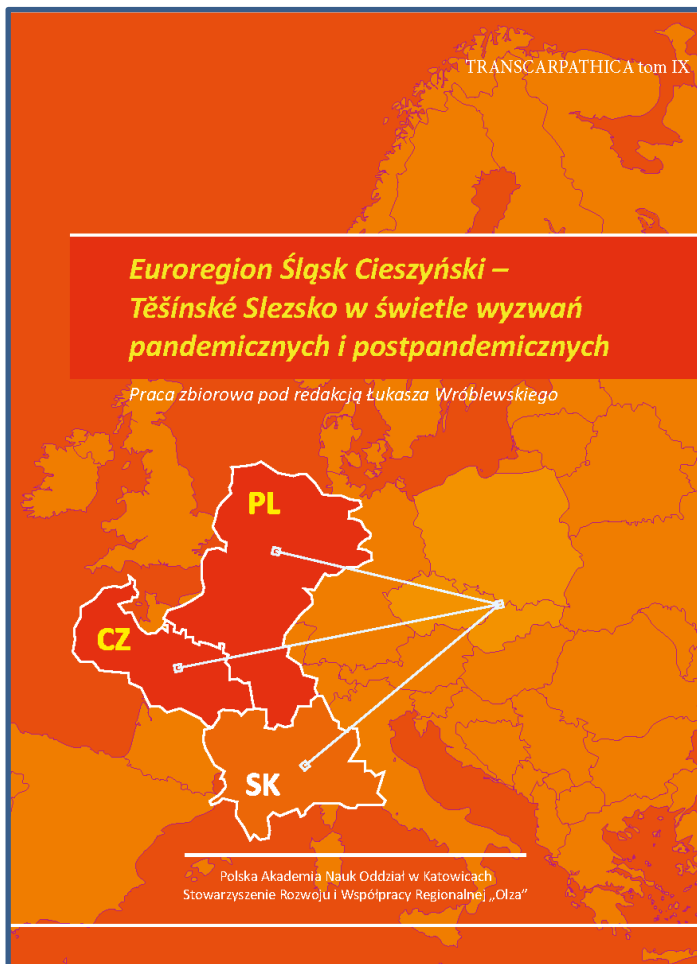 TRANSCARPATHICA tom IX
Euroregion Śląsk Cieszyński –
Těšínské Slezsko w świetle wyzwań
pandemicznych i postpandemicznych
Praca zbiorowa pod redakcją Łukasza Wróblewskiego
PL
CZ
SK
Polska Akademia Nauk Oddział w Katowicach
Stowarzyszenie Rozwoju i Współpracy Regionalnej „Olza”